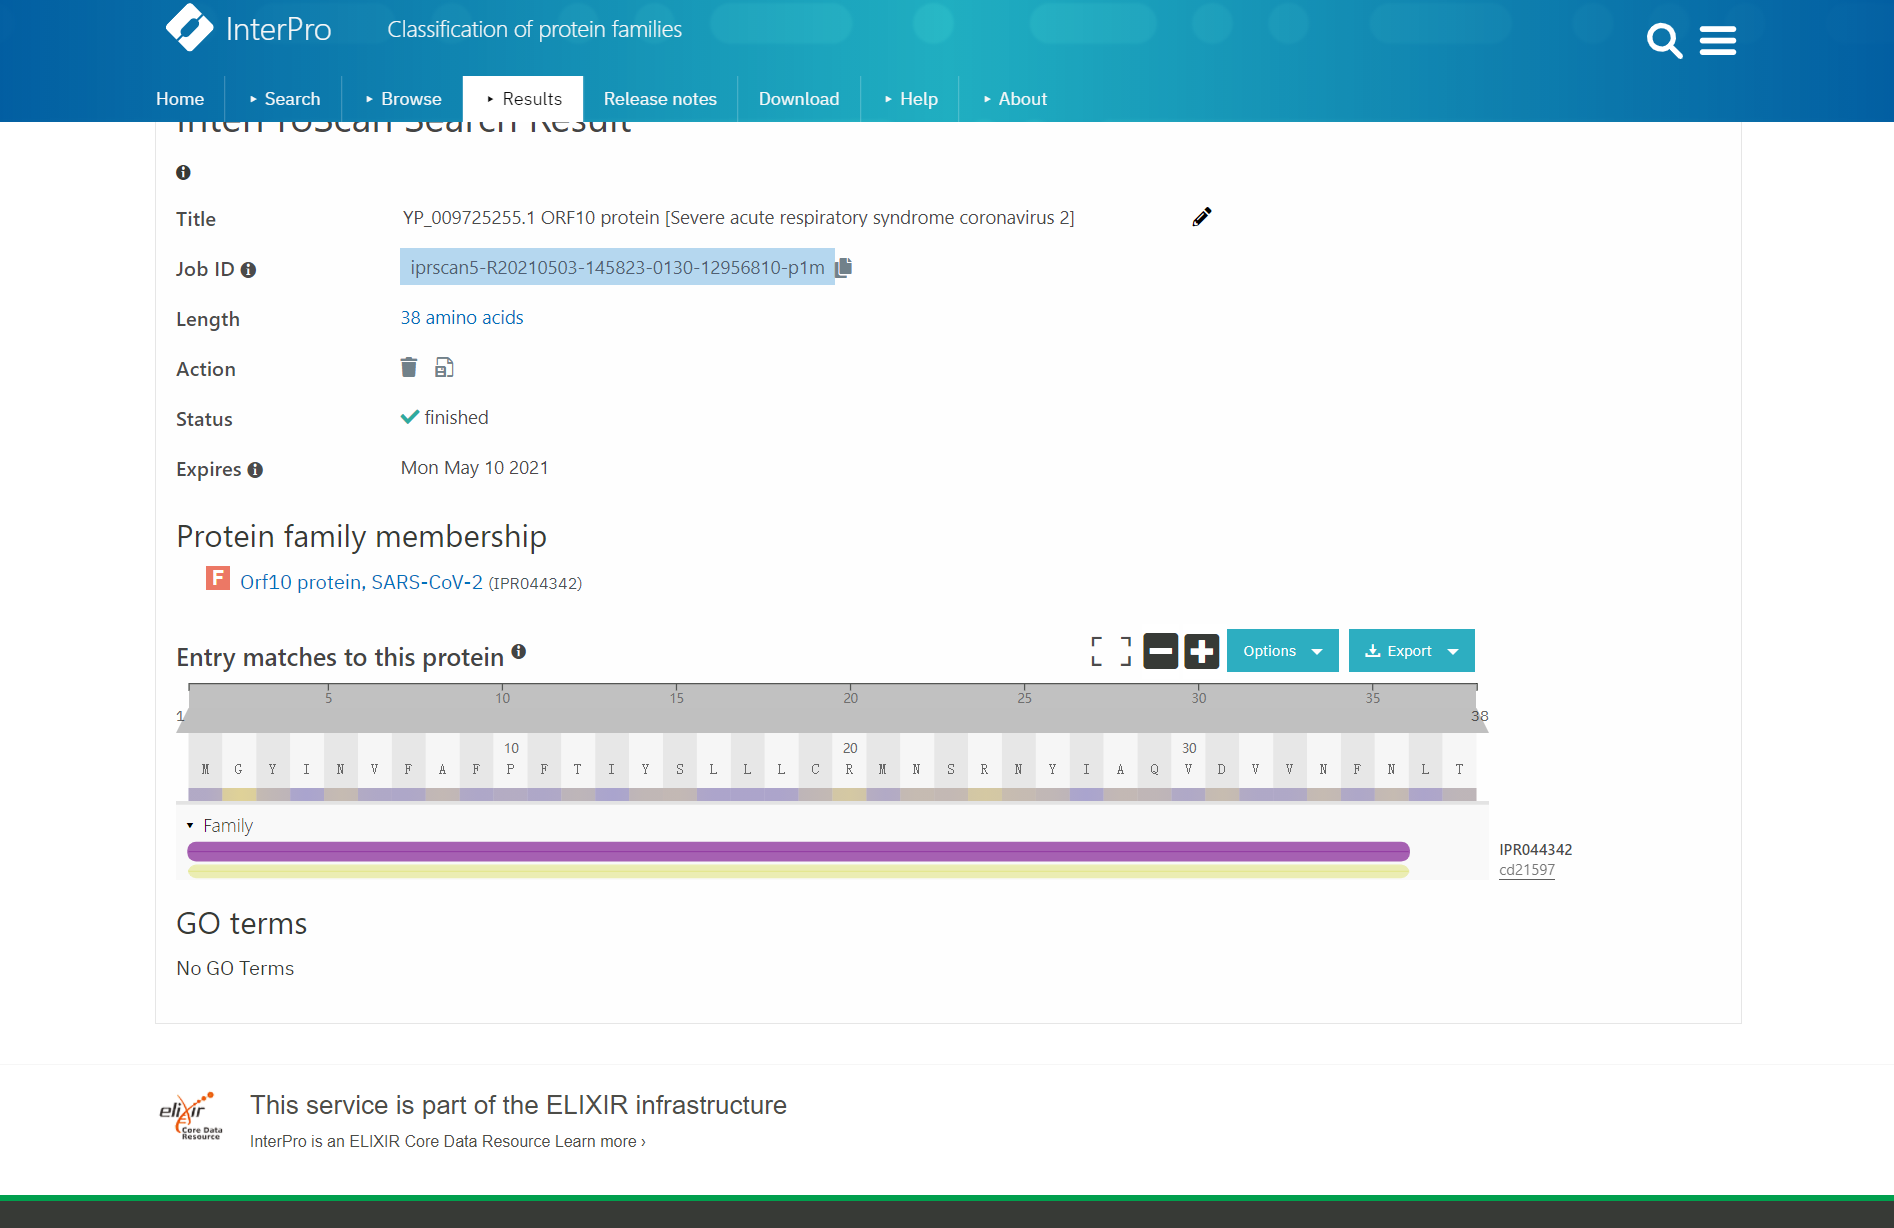 InterPro
Classification of protein families
Home
Search
Browse
Results
Release notes
Download
Help
About
InterProScan Search Result
Title
YP_009725255.1 ORF10 protein [Severe acute respiratory syndrome coronavirus 2]
Job ID
iprscan5-R20210503-145823-0130-12956810-p1m
Length
38 amino acids
Action
Status
finished
Expires
Mon May 10 2021
Protein family membership
F Orf10 protein, SARS-CoV-2 (IPR044342)
Entry matches to this protein
Options
Export
5 10 15 20 25 30 35
1 38
10 20 30
M G Y I N V F A F P F T I Y S L L L C R M N S R N Y I A Q V D V V N F N L T
Family
IPR044342
cd21597
GO terms
No GO Terms
elixir
Core Data
Resource
This service is part of the ELIXIR infrastructure
InterPro is an ELIXIR Core Data Resource Learn more ›